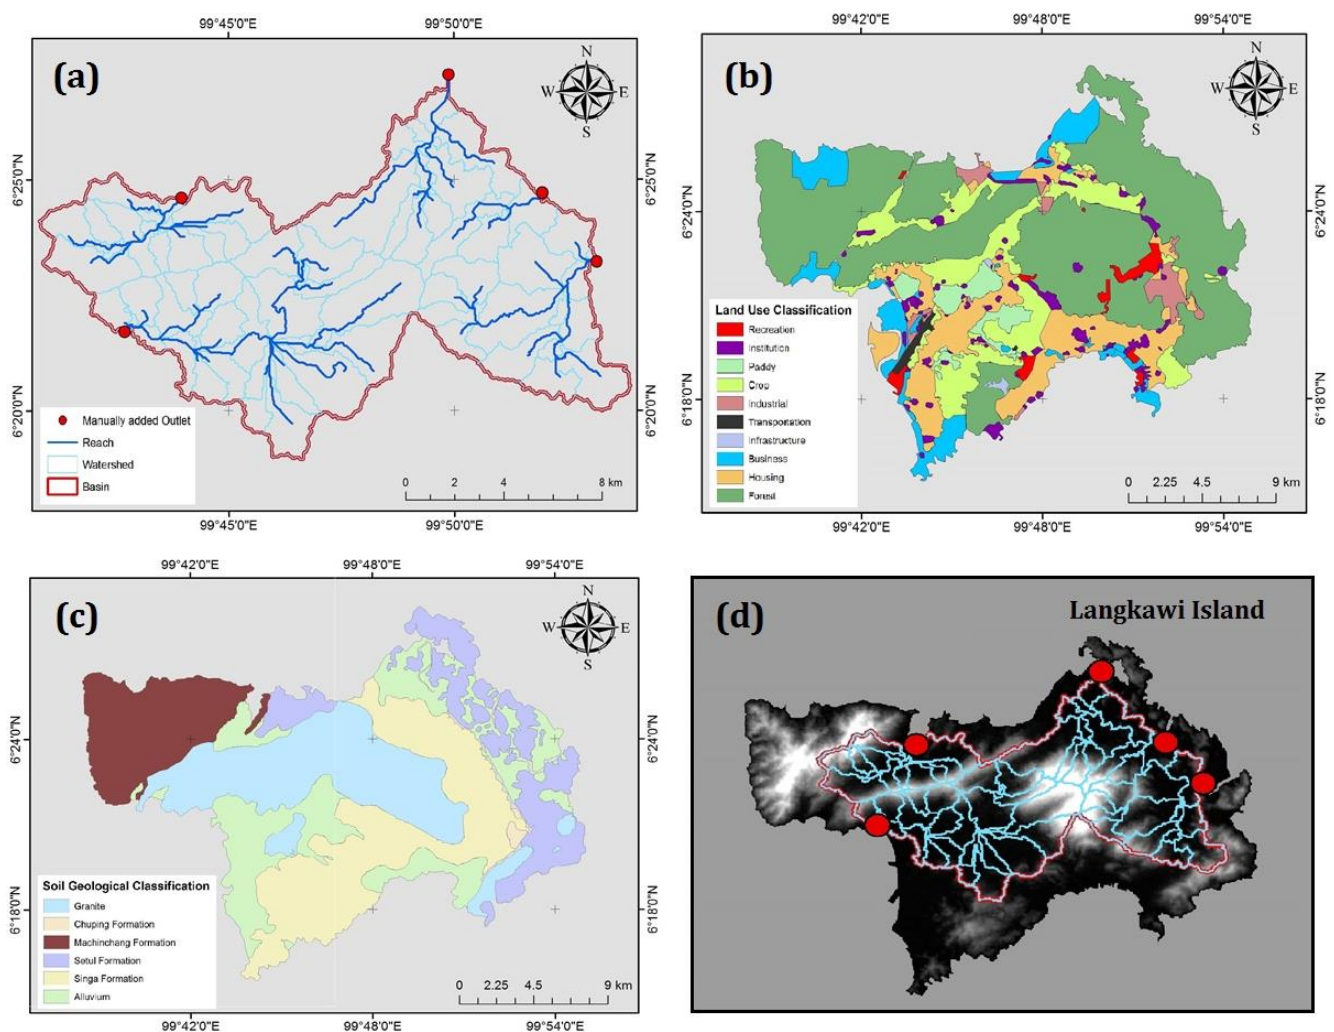 99°45'0"E 99°50'0"E
(a)
N
W E
S
6°25'0"N 6°25'0"N
6°20'0"N 6°20'0"N
Manually added Outlet
Reach
Watershed
Basin
0 2 4 8 km
99°45'0"E 99°50'0"E
99°42'0"E 99°48'0"E 99°54'0"E
(b)
N
W E
S
6°24'0"N 6°24'0"N
6°18'0"N 6°18'0"N
Land Use Classification
Recreation
Institution
Paddy
Crop
Industrial
Transportation
Infrastructure
Business
Housing
Forest
0 2.25 4.5 9 km
99°42'0"E 99°48'0"E 99°54'0"E
99°42'0"E 99°48'0"E 99°54'0"E
(c)
N
W E
S
6°24'0"N 6°24'0"N
6°18'0"N 6°18'0"N
Soil Geological Classification
Granite
Chuping Formation
Machinchang Formation
Setul Formation
Singa Formation
Alluvium
0 2.25 4.5 9 km
99°42'0"E 99°48'0"E 99°54'0"E
(d)
Langkawi Island